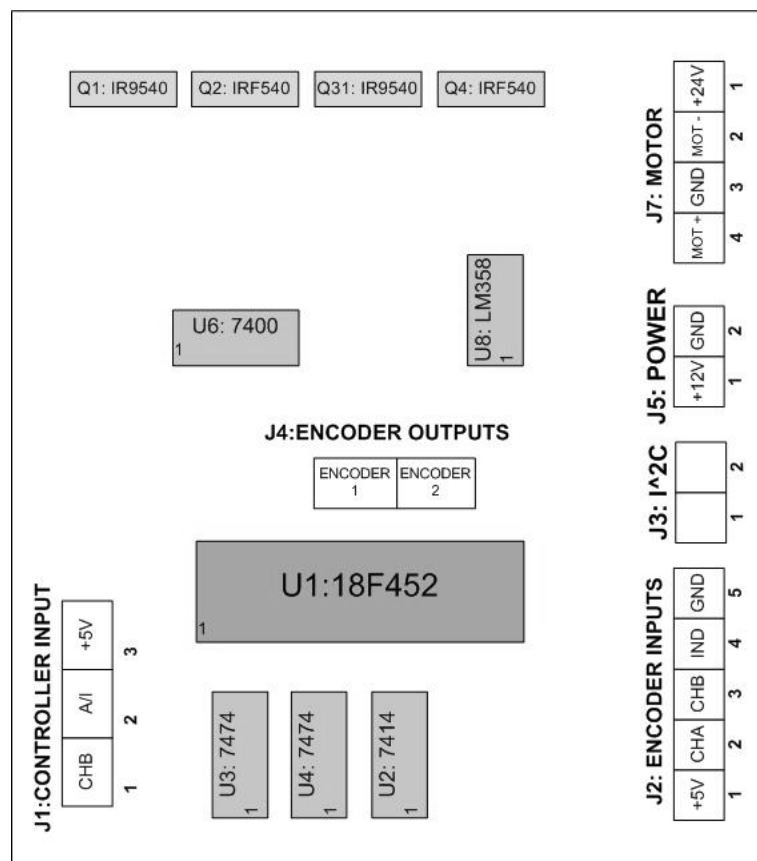 Q1: IR9540
Q2: IRF540
Q31: IR9540
Q4: IRF540
J7: MOTOR
+24V
1
MOT -
2
GND
3
MOT +
4
U6: 7400
1
U8: LM358
1
J5: POWER
GND
2
+12V
1
J4:ENCODER OUTPUTS
ENCODER
1
ENCODER
2
J3: I^2C
2
1
U1:18F452
1
J1:CONTROLLER INPUT
+5V
3
A/I
2
CHB
1
U3: 7474
1
U4: 7474
1
U2: 7414
1
J2: ENCODER INPUTS
GND
5
IND
4
CHB
3
CHA
2
+5V
1